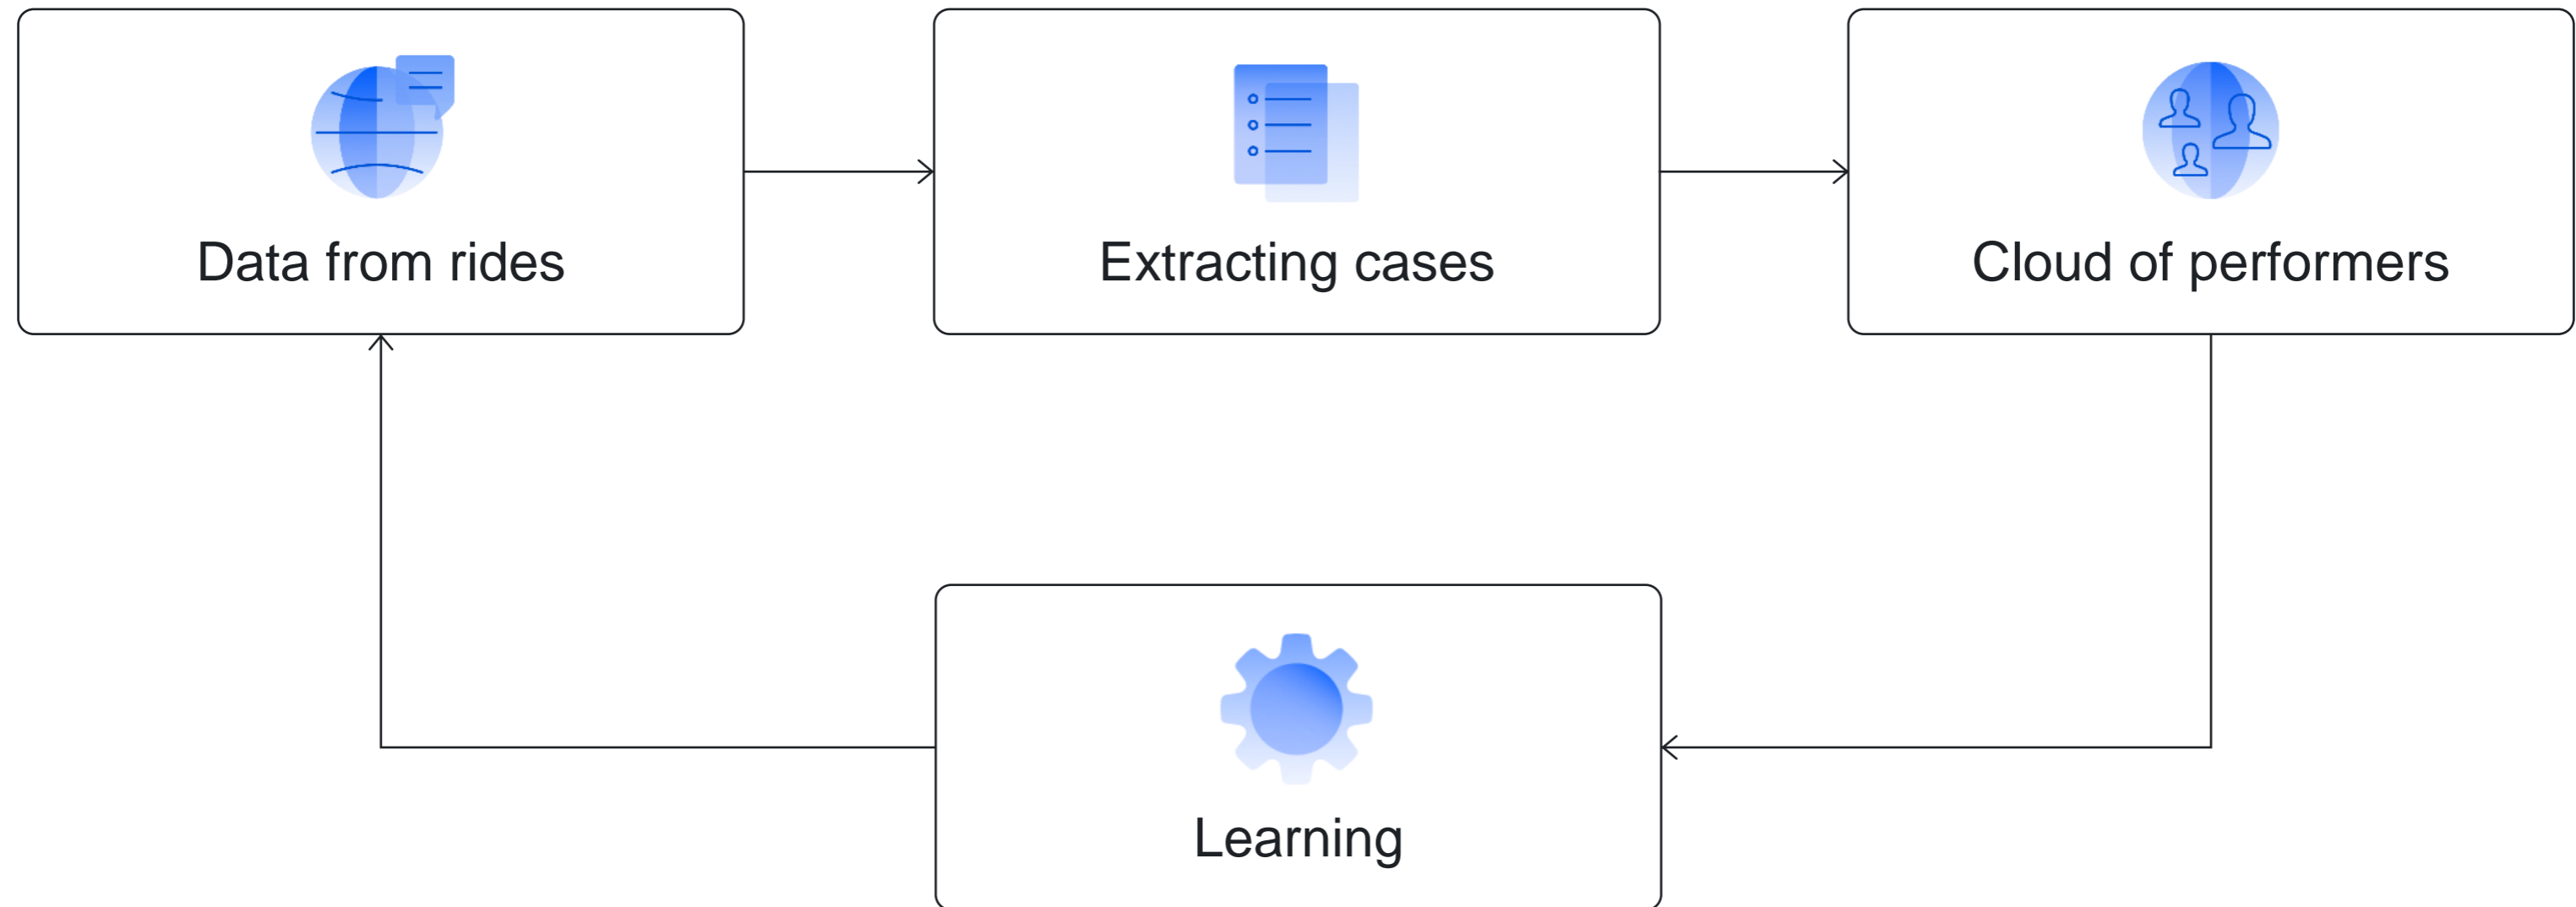 Data from rides
Extracting cases
Cloud of performers
Learning